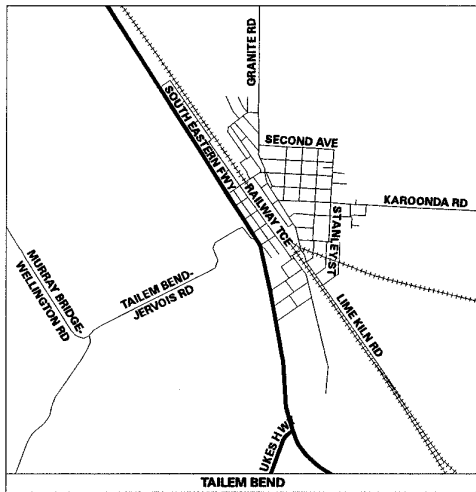 GRANITE RD
SOUTH EASTERN FWY
SECOND AVE
RAILWAY TCE
KAROONDA RD
STANLEY ST
MURRAY BRIDGE-
WELLINGTON RD
TAILEM BEND-
JERVOIS RD
LIME KILN RD
UKES HW
TAILEM BEND